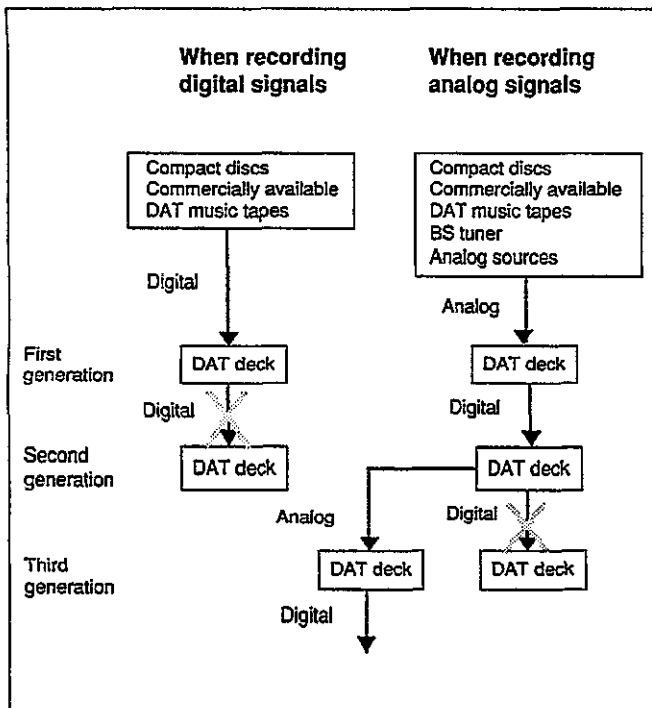 When recording
digital signals
When recording
analog signals
Compact discs
Commercially available
DAT music tapes
Compact discs
Commercially available
DAT music tapes
BS tuner
Analog sources
Digital
Analog
First
generation
DAT deck
DAT deck
Digital
Digital
Second
generation
DAT deck
DAT deck
Analog
Digital
Third
generation
DAT deck
DAT deck
Digital